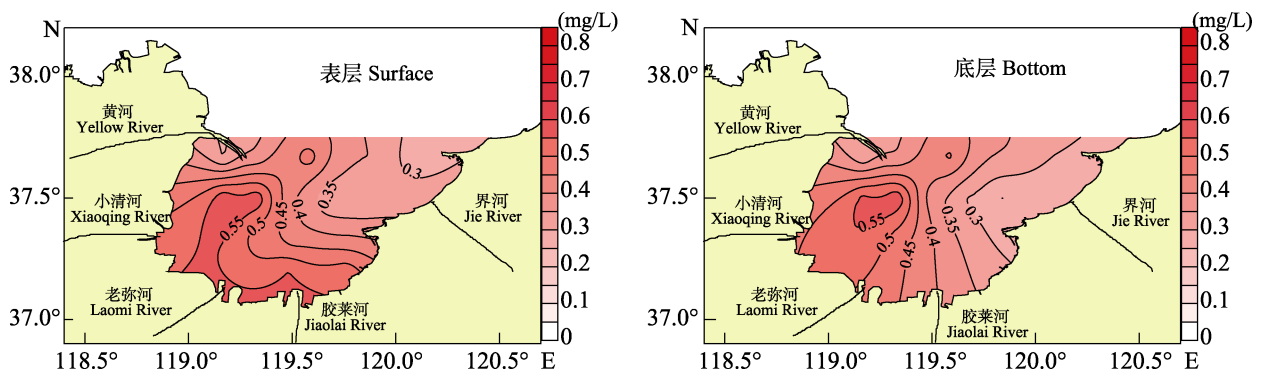 N
(mg/L)
表层 Surface
38.0°
37.5°
37.0°
黄河
Yellow River
小清河
Xiaoqing River
老弥河
Laomi River
胶莱河
Jiaolai River
界河
Jie River
0.55
0.5
0.45
0.4
0.35
0.3
0.8
0.7
0.6
0.5
0.4
0.3
0.2
0.1
0
118.5° 119.0° 119.5° 120.0° 120.5° E
N
(mg/L)
底层 Bottom
38.0°
37.5°
37.0°
黄河
Yellow River
小清河
Xiaoqing River
老弥河
Laomi River
胶莱河
Jiaolai River
界河
Jie River
0.55
0.5
0.45
0.4
0.35
0.3
0.8
0.7
0.6
0.5
0.4
0.3
0.2
0.1
0
118.5° 119.0° 119.5° 120.0° 120.5° E